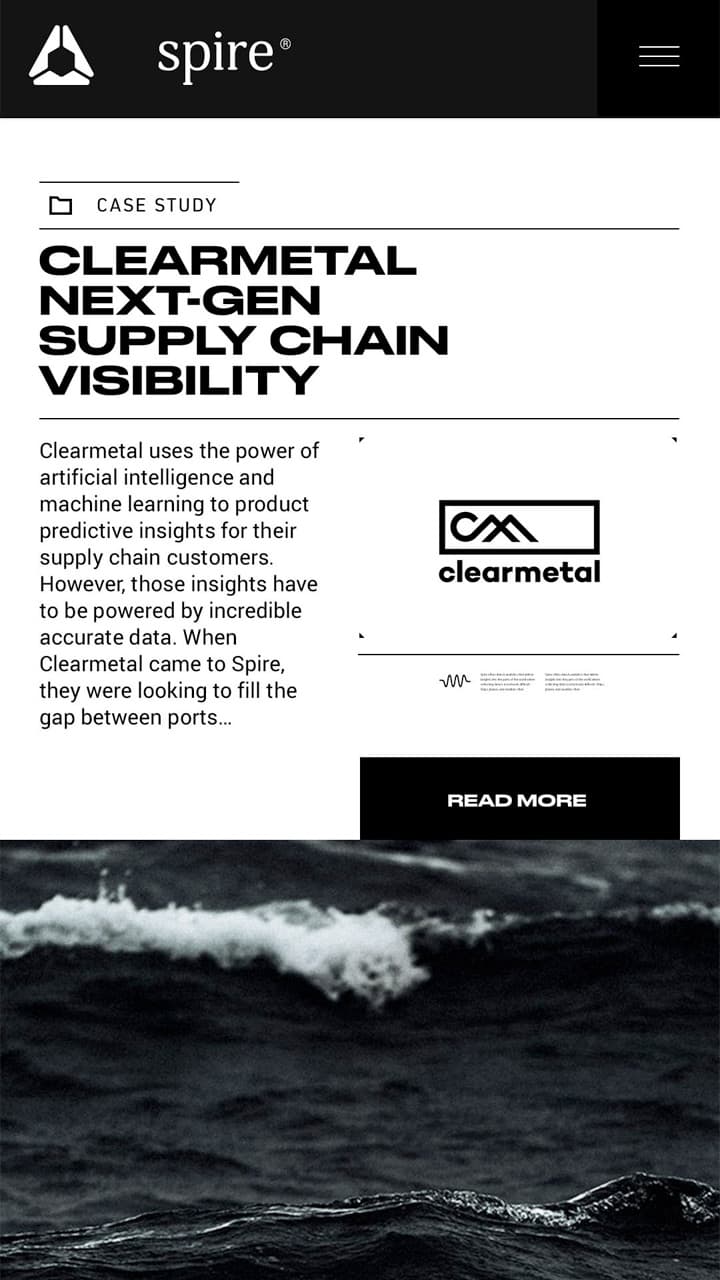 spire®
CASE STUDY
CLEARMETAL
NEXT-GEN
SUPPLY CHAIN
VISIBILITY
Clearmetal uses the power of
artificial intelligence and
machine learning to product
predictive insights for their
supply chain customers.
However, those insights have
to be powered by incredible
accurate data. When
Clearmetal came to Spire,
they were looking to fill the
gap between ports...
CM
clearmetal
READ MORE